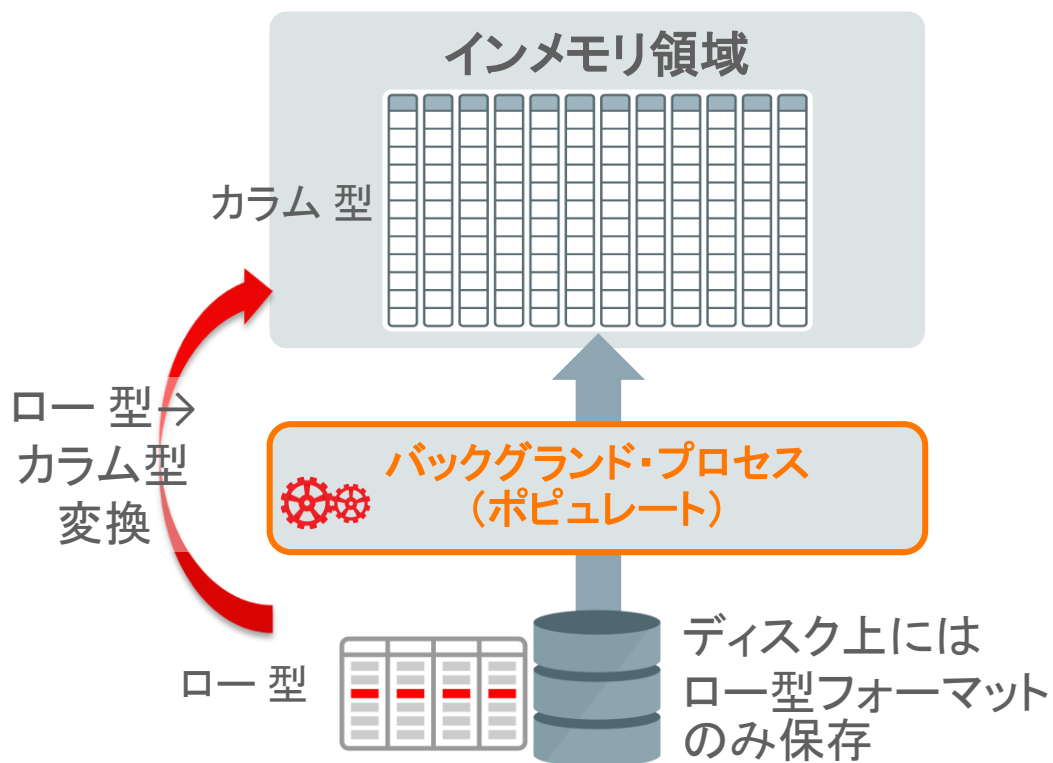 インメモリ領域
カラム 型
ロー 型→
カラム型
変換
バックグランド・プロセス
（ポピュレート）
ロー 型
ディスク上には
ロー型フォーマット
のみ保存